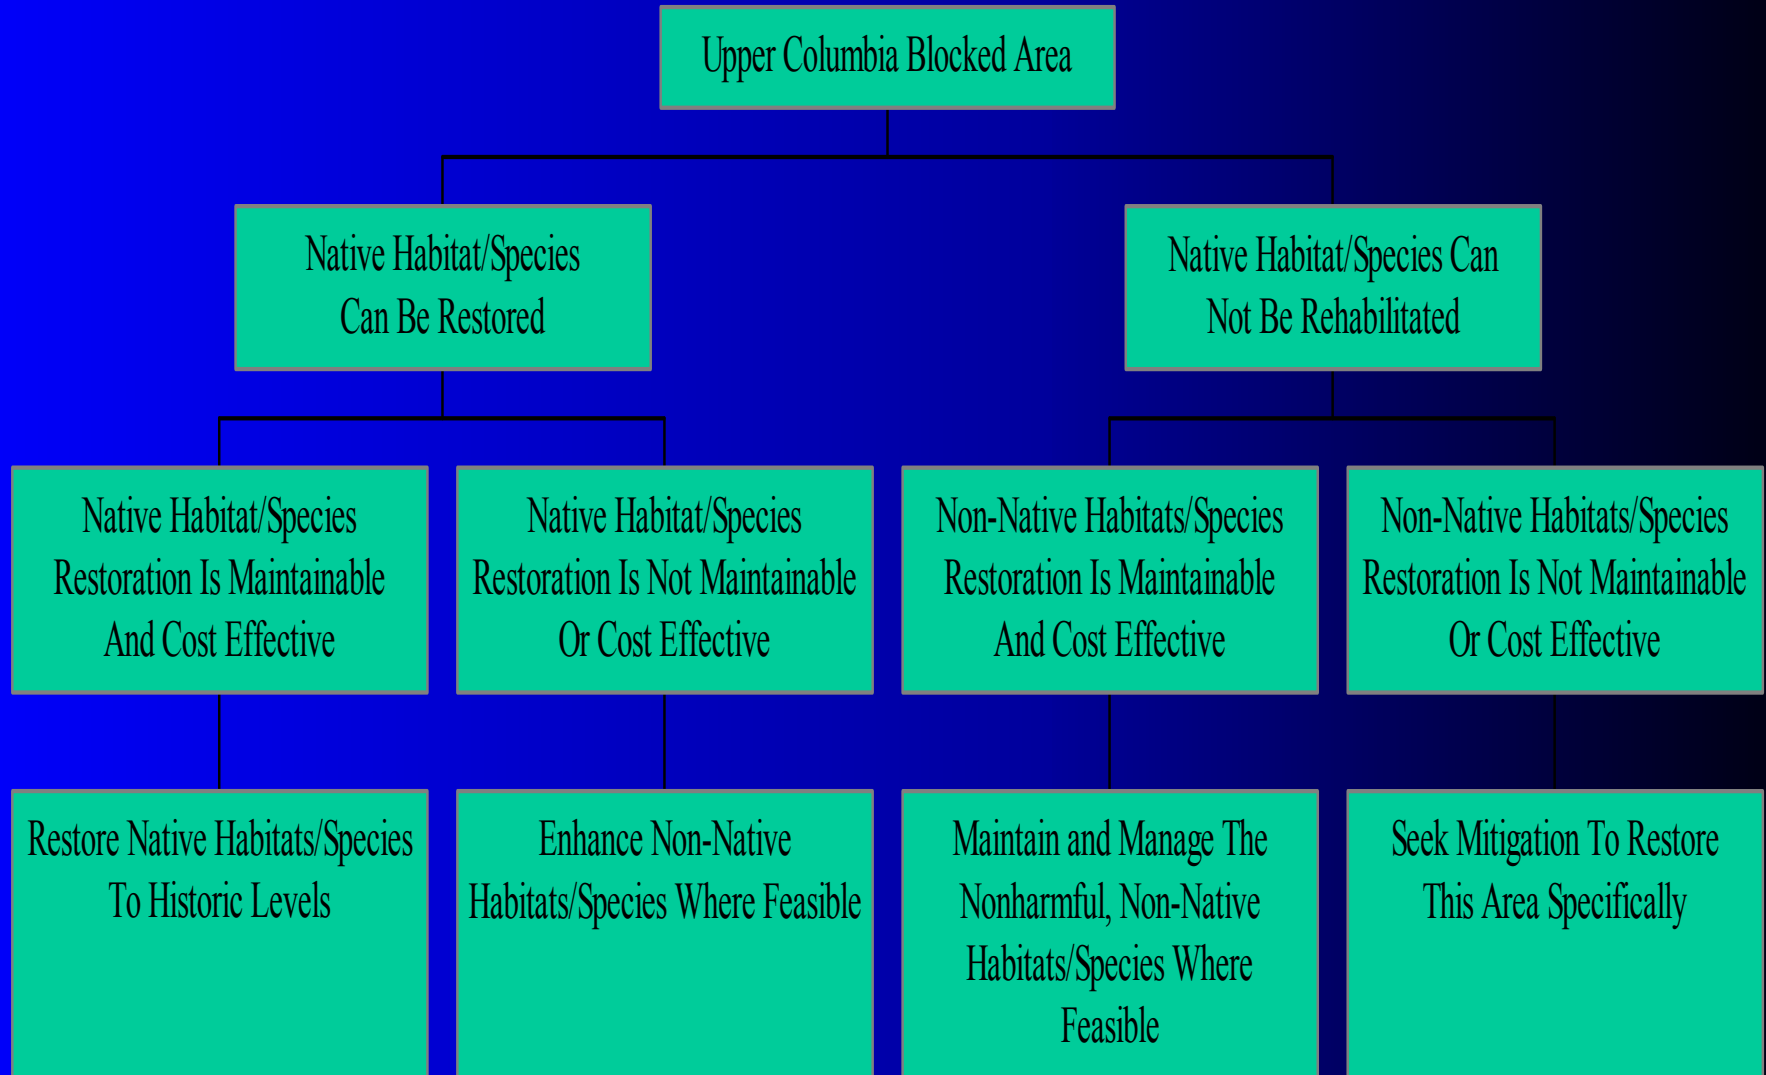 Upper Columbia Blocked Area
Native Habitat/Species
Can Be Restored
Native Habitat/Species Can
Not Be Rehabilitated
Native Habitat/Species
Restoration Is Maintainable
And Cost Effective
Native Habitat/Species
Restoration Is Not Maintainable
Or Cost Effective
Non-Native Habitats/Species
Restoration Is Maintainable
And Cost Effective
Non-Native Habitats/Species
Restoration Is Not Maintainable
Or Cost Effective
Restore Native Habitats/Species
To Historic Levels
Enhance Non-Native
Habitats/Species Where Feasible
Maintain and Manage The
Nonharmful, Non-Native
Habitats/Species Where
Feasible
Seek Mitigation To Restore
This Area Specifically